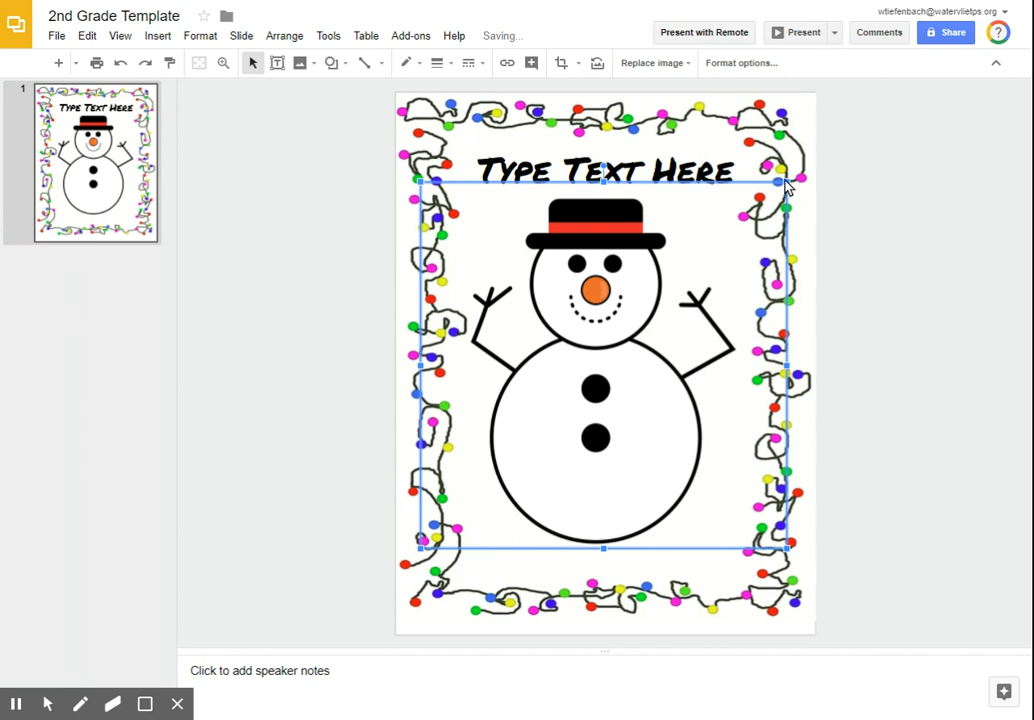 2nd Grade Template
wtiefenbach@watervlietps.org
File Edit View Insert Format Slide Arrange Tools Table Add-ons Help Saving...
Present with Remote Present Comments Share ?
Replace image Format options...
1
Type Text Here
Type Text Here
Click to add speaker notes